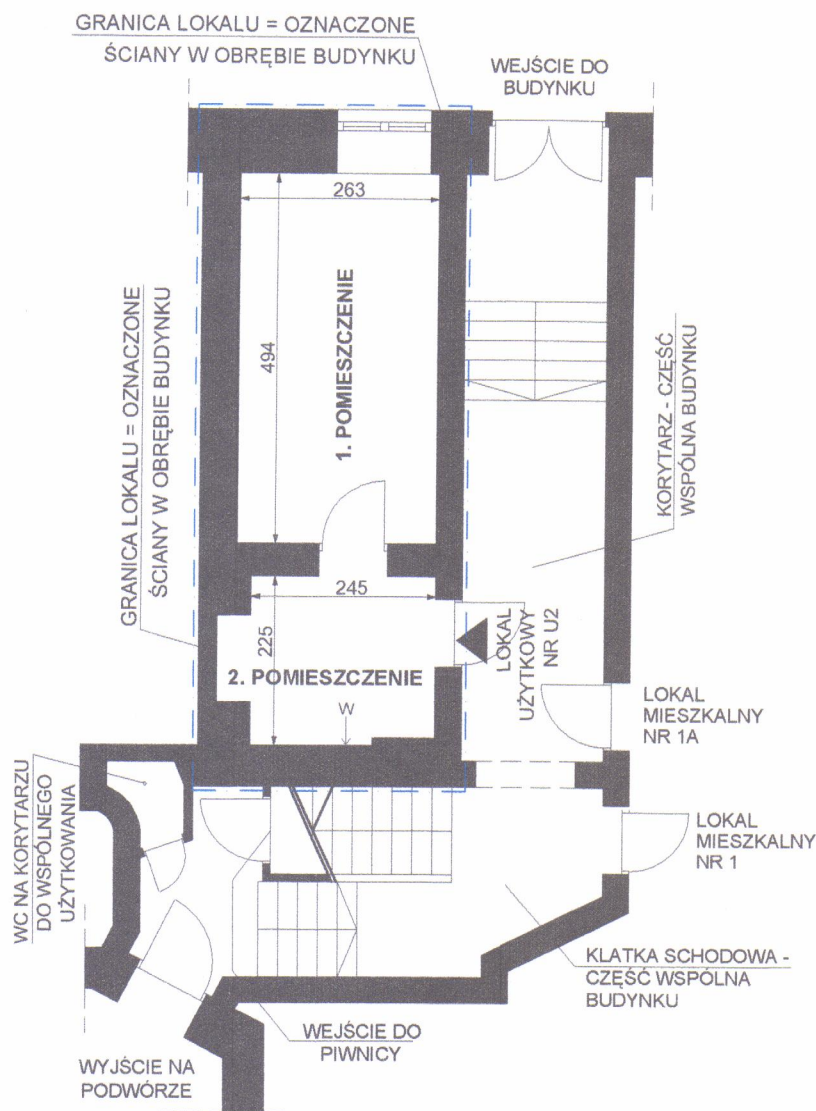 GRANICA LOKALU = OZNACZONE
ŚCIANY W OBRĘBIE BUDYNKU
WEJŚCIE DO
BUDYNKU
263
494
1. POMIESZCZENIE
GRANICA LOKALU = OZNACZONE
ŚCIANY W OBRĘBIE BUDYNKU
KORYTARZ - CZĘŚĆ
WSPÓLNA BUDYNKU
245
225
2. POMIESZCZENIE
W
LOKAL
UŻYTKOWY
NR U2
LOKAL
MIESZKALNY
NR 1A
LOKAL
MIESZKALNY
NR 1
WC NA KORYTARZU
DO WSPÓLNEGO
UŻYTKOWANIA
KLATKA SCHODOWA -
CZĘŚĆ WSPÓLNA
BUDYNKU
WEJŚCIE DO
PIWNICY
WYJŚCIE NA
PODWÓRZE